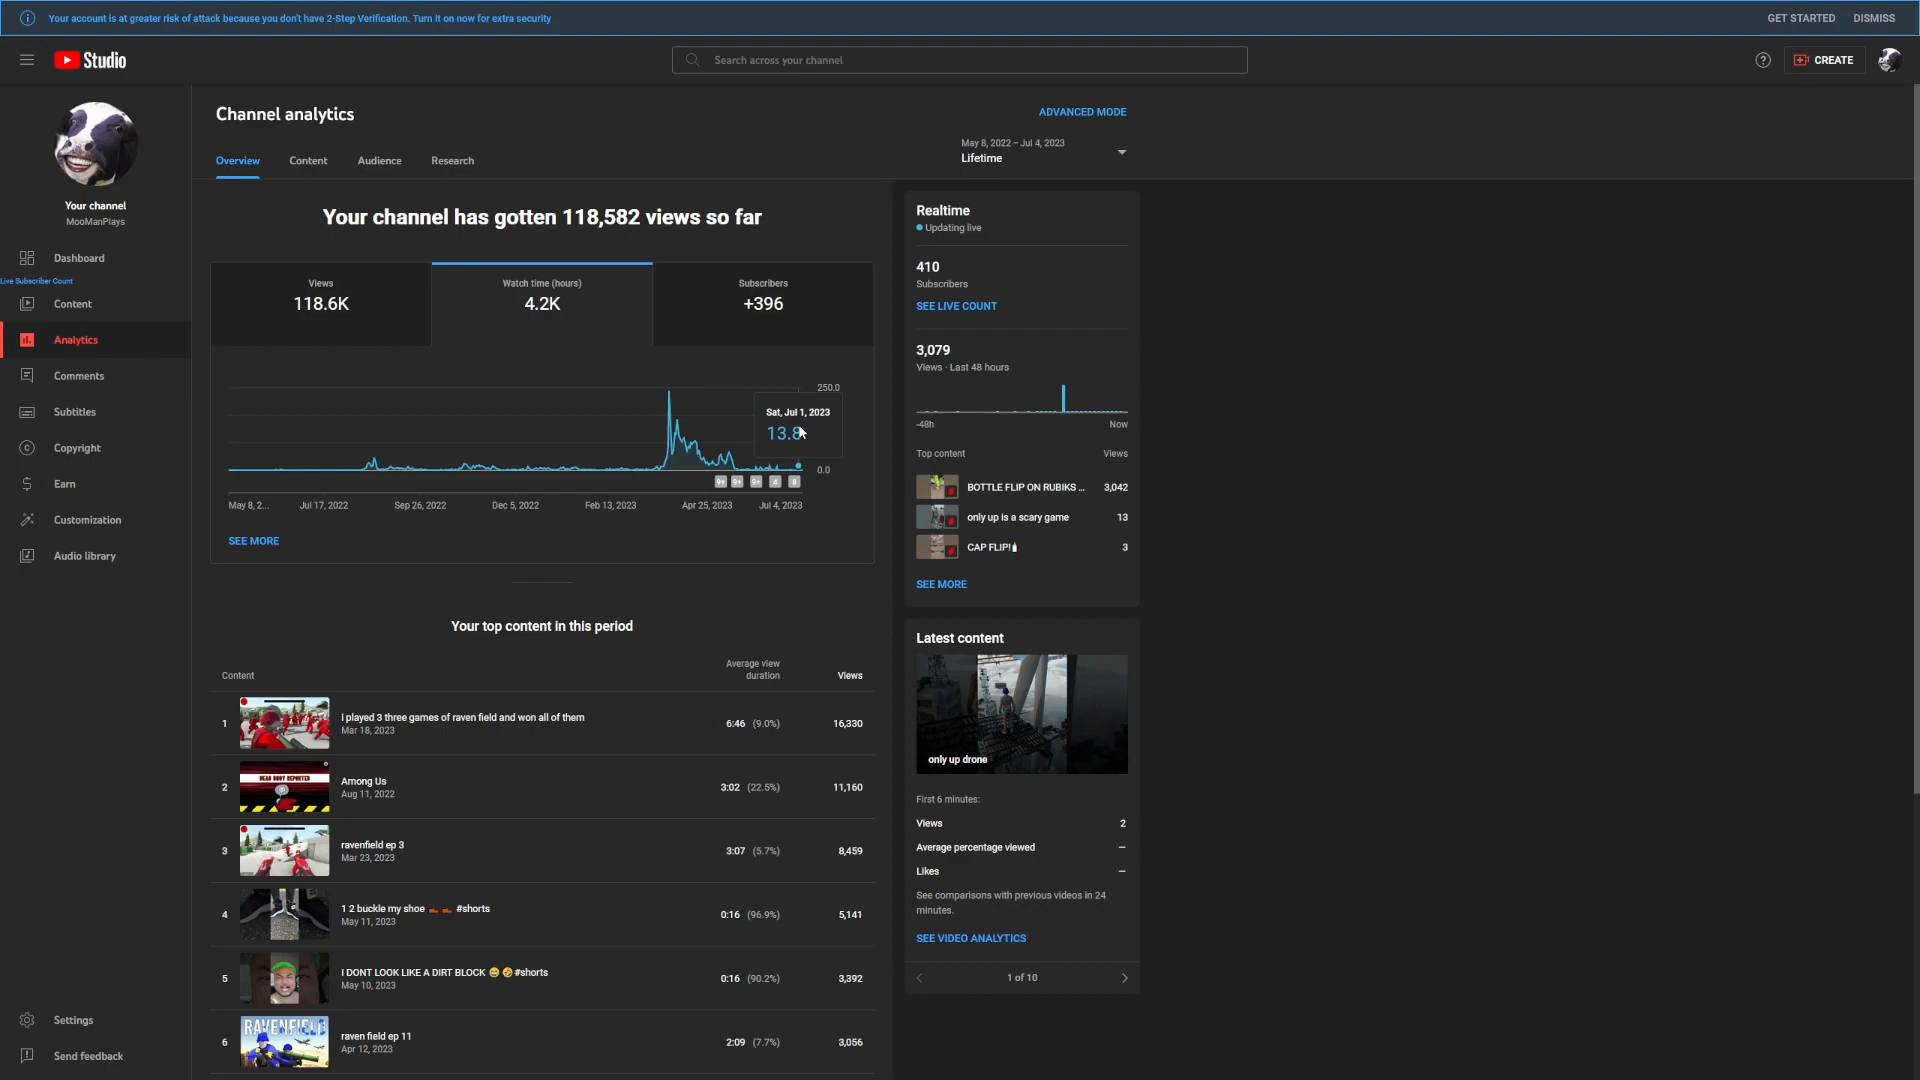 Your account is at greater risk of attack because you don't have 2-Step Verification. Turn it on now for extra security
GET STARTED
DISMISS
Studio
Search across your channel
CREATE
Your channel
MooManPlays
Dashboard
Live Subscriber Count
Content
Analytics
Comments
Subtitles
Copyright
Earn
Customization
Audio library
Settings
Send feedback
Channel analytics
ADVANCED MODE
Overview
Content
Audience
Research
May 8, 2022 – Jul 4, 2023
Lifetime
Your channel has gotten 118,582 views so far
Views
118.6K
Watch time (hours)
4.2K
Subscribers
+396
250.0
Sat, Jul 1, 2023
13.8
0.0
9+
9+
9+
4
8
May 8, 2...
Jul 17, 2022
Sep 26, 2022
Dec 5, 2022
Feb 13, 2023
Apr 25, 2023
Jul 4, 2023
SEE MORE
Your top content in this period
Content
Average view
duration
Views
1
i played 3 three games of raven field and won all of them
Mar 18, 2023
6:46 (9.0%)
16,330
2
DEAD BODY REPORTED
Among Us
Aug 11, 2022
3:02 (22.5%)
11,160
3
ravenfield ep 3
Mar 23, 2023
3:07 (5.7%)
8,459
4
1 2 buckle my shoe 👞 👞 #shorts
May 11, 2023
0:16 (96.9%)
5,141
5
I DONT LOOK LIKE A DIRT BLOCK 😂 🤣 #shorts
May 10, 2023
0:16 (90.2%)
3,392
6
RAVENFIELD
raven field ep 11
Apr 12, 2023
2:09 (7.7%)
3,056
Realtime
Updating live
410
Subscribers
SEE LIVE COUNT
3,079
Views · Last 48 hours
-48h
Now
Top content
Views
BOTTLE FLIP ON RUBIKS ...
3,042
only up is a scary game
13
CAP FLIP!🍼
3
SEE MORE
Latest content
only up drone
First 6 minutes:
Views
2
Average percentage viewed
–
Likes
–
See comparisons with previous videos in 24
minutes.
SEE VIDEO ANALYTICS
1 of 10